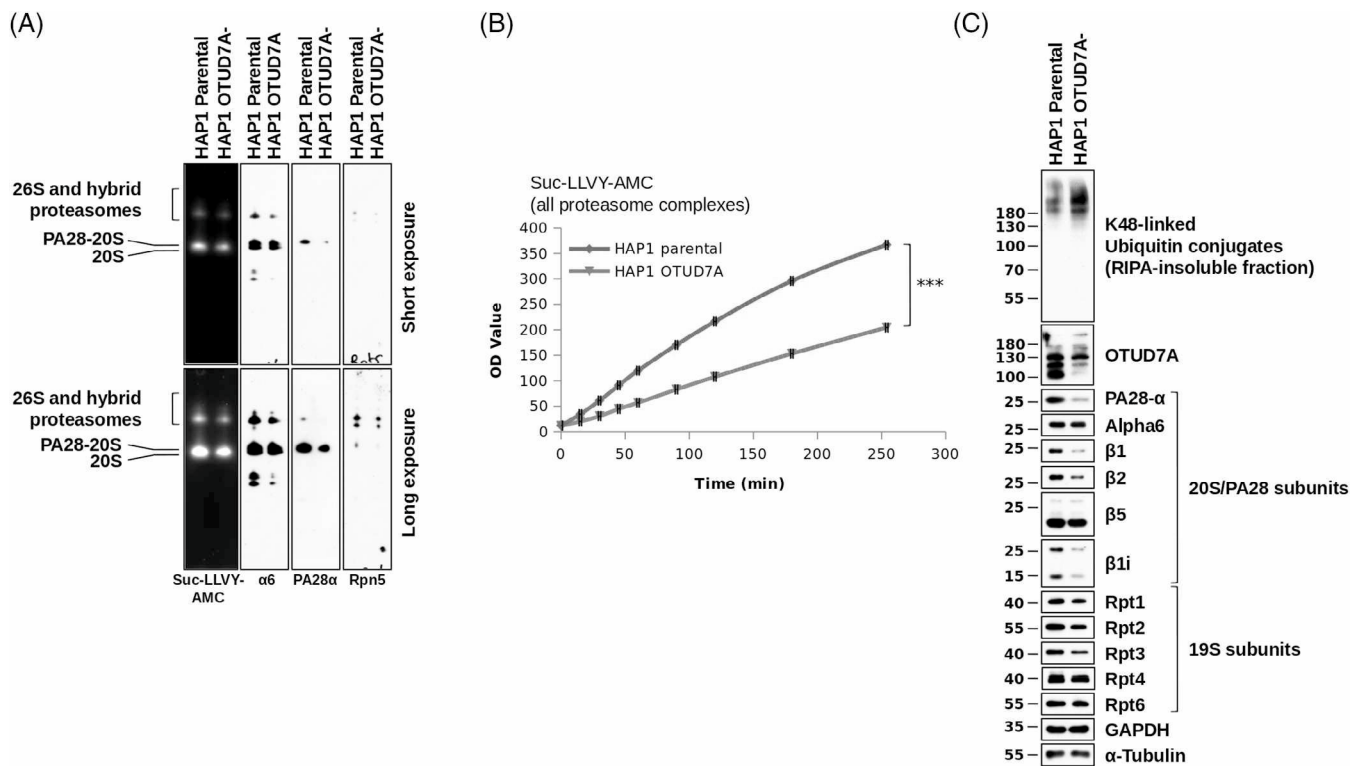 (A)
HAP1 Parental
HAP1 OTUD7A-
HAP1 Parental
HAP1 OTUD7A
HAP1 Parental
HAP1 OTUD7A-
HAP1 Parental
HAP1 OTUD7A-
26S and hybrid
proteasomes
PA28-20S
20S
Short exposure
26S and hybrid
proteasomes
PA28-20S
20S
Long exposure
Suc-LLVY-
AMC
α6
PA28α
Rpn5
(B)
Suc-LLVY-AMC
(all proteasome complexes)
400
350
300
250
200
150
100
50
0
OD Value
HAP1 parental
HAP1 OTUD7A
***
0 50 100 150 200 250 300
Time (min)
(C)
HAP1 Parental
HAP1 OTUD7A-
180
130
100
70
55
K48-linked
Ubiquitin conjugates
(RIPA-insoluble fraction)
180
130
100
OTUD7A
25 PA28-α
25 Alpha6
25 β1
25 β2
25 β5
25
15
β1i
20S/PA28 subunits
40 Rpt1
55 Rpt2
40 Rpt3
40 Rpt4
55 Rpt6
19S subunits
35 GAPDH
55 α-Tubulin